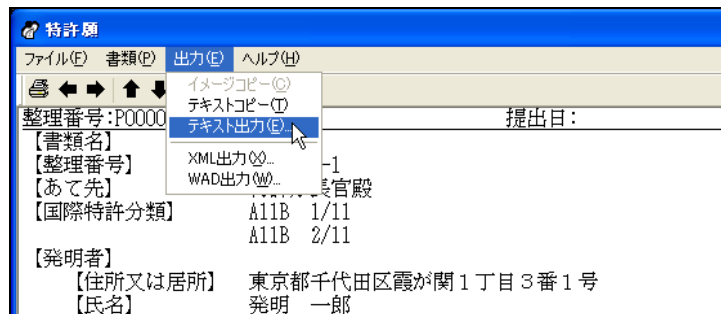 特許願
ファイル(F) 書類(P) 出力(E) ヘルプ(H)
イメージコピー(C)
テキストコピー(T)
テキスト出力(E)...
XML出力(X)...
WAD出力(W)...
整理番号:P0000 提出日:
【書類名】
【整理番号】 -1
【あて先】 長官殿
【国際特許分類】 A11B 1/11
A11B 2/11
【発明者】
【住所又は居所】 東京都千代田区霞が関1丁目3番1号
【氏名】 発明 一郎